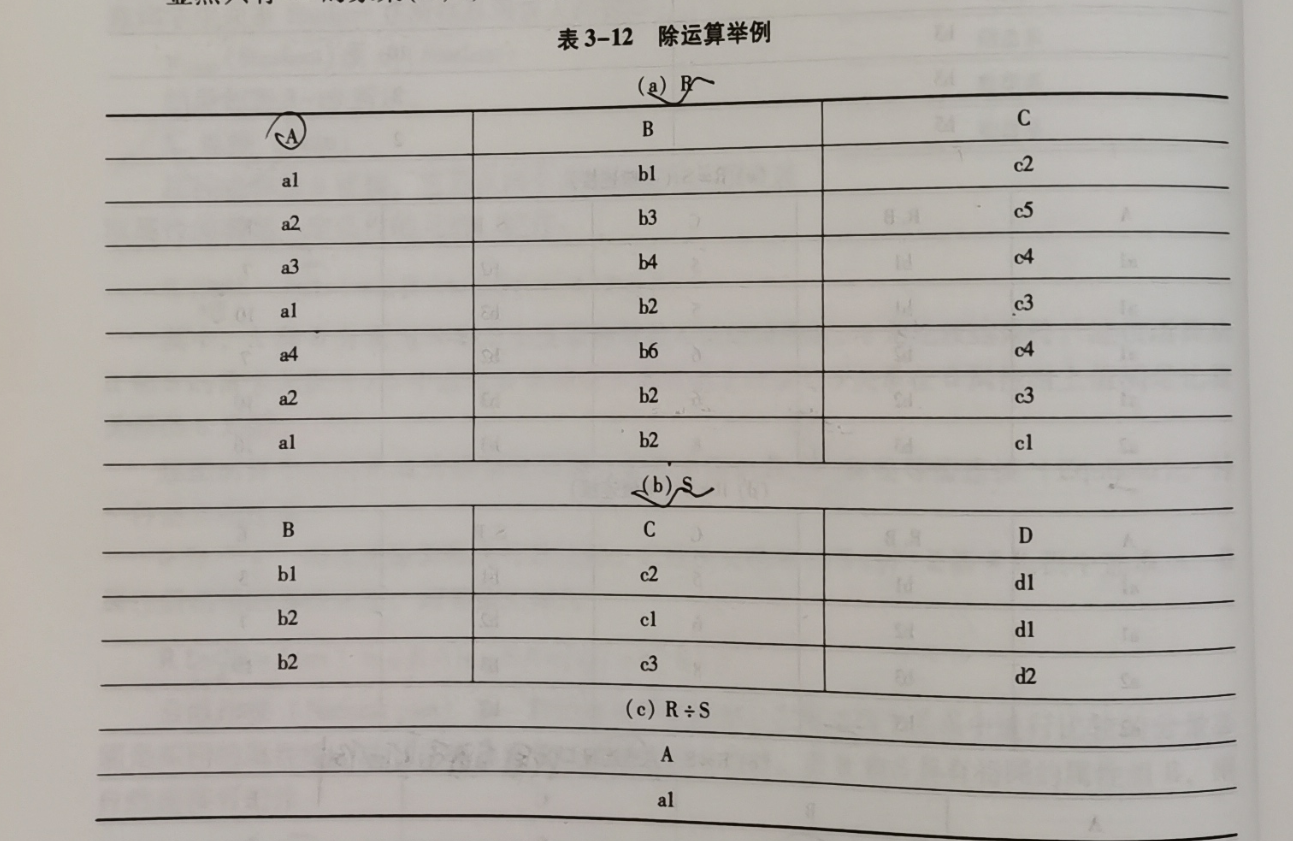 表 3-12 除运算举例
(a) R
A B C
a1 b1 c2
a2 b3 c5
a3 b4 c4
a1 b2 c3
a4 b6 c4
a2 b2 c3
a1 b2 c1
(b) S
B C D
b1 c2 d1
b2 c1 d1
b2 c3 d2
(c) R÷S
A
a1